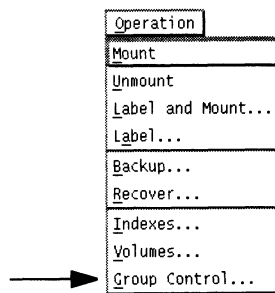 Operation
Mount
Unmount
Label and Mount...
Label...
Backup...
Recover...
Indexes...
Volumes...
Group Control...